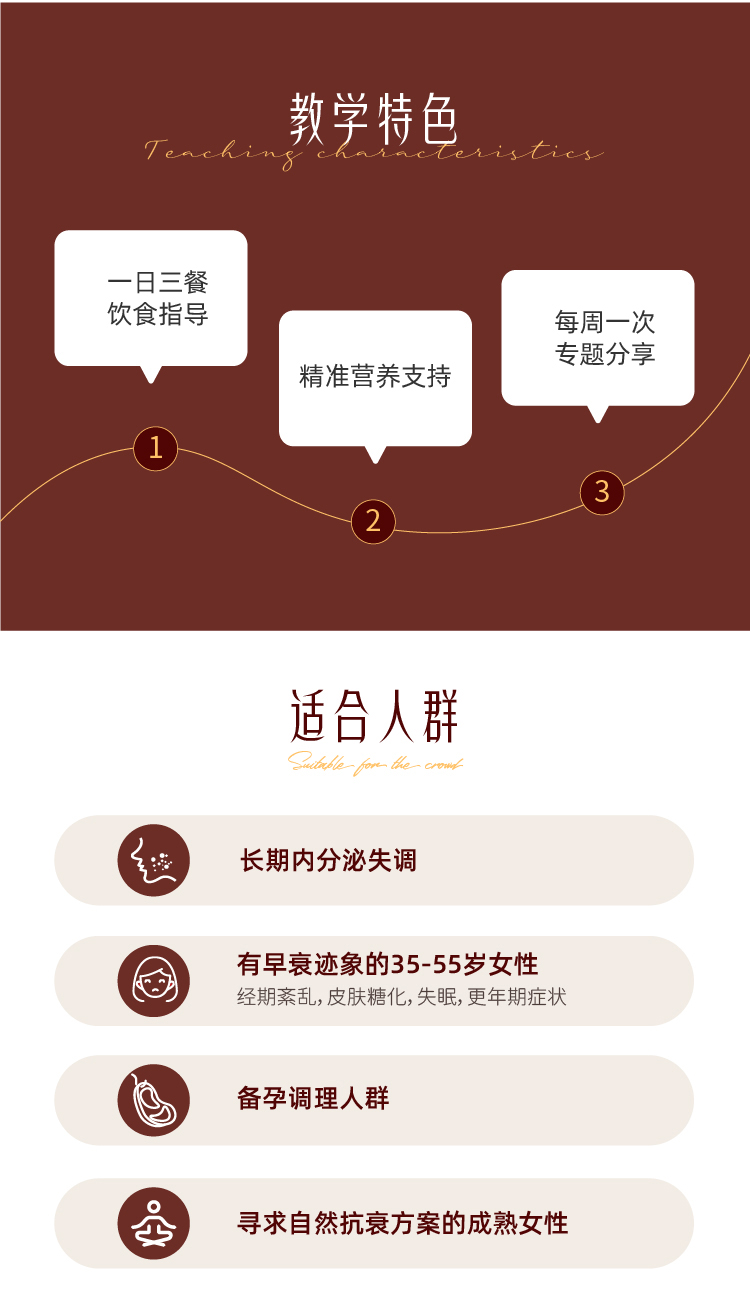 教学特色
Teaching characteristics
一日三餐
饮食指导
精准营养支持
每周一次
专题分享
1
2
3
适合人群
Suitable for the crowd
长期内分泌失调
有早衰迹象的35-55岁女性
经期紊乱, 皮肤糖化, 失眠, 更年期症状
备孕调理人群
寻求自然抗衰方案的成熟女性